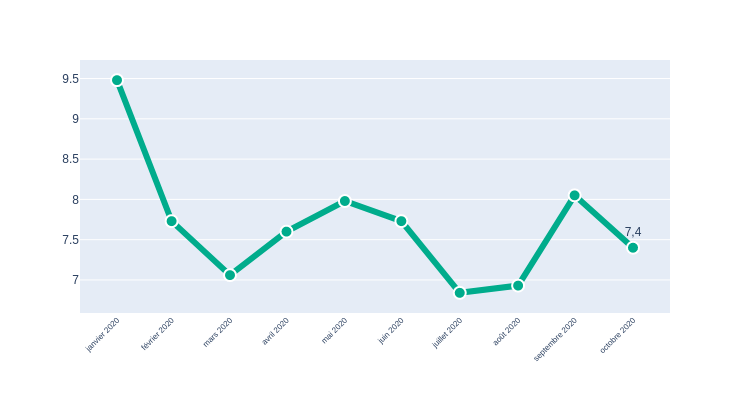 9.5
9
8.5
8
7.5
7
7,4
janvier 2020
février 2020
mars 2020
avril 2020
mai 2020
juin 2020
juillet 2020
août 2020
septembre 2020
octobre 2020